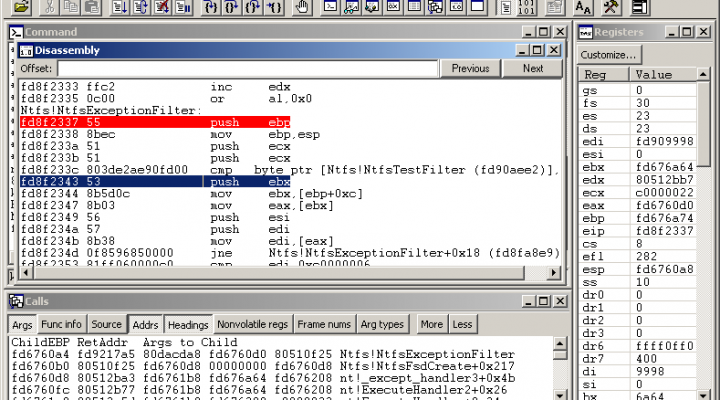 Command
Registers
Disassembly
Customize...
Offset:
Previous
Next
Reg Value
fd8f2333 ffc2 inc edx
fd8f2335 0c00 or al,0x0
Ntfs!NtfsExceptionFilter:
fd8f2337 55 push ebp
fd8f2338 8bec mov ebp,esp
fd8f233a 51 push ecx
fd8f233b 51 push ecx
fd8f233c 803de2ae90fd00 cmp byte ptr [Ntfs!NtfsTestFilter (fd90aee2)],
fd8f2343 53 push ebx
fd8f2344 8b5d0c mov ebx,[ebp+0xc]
fd8f2347 8b03 mov eax,[ebx]
fd8f2349 56 push esi
fd8f234a 57 push edi
fd8f234b 8b38 mov edi,[eax]
fd8f234d 0f8596850000 jne Ntfs!NtfsExceptionFilter+0x18 (fd8fa8e9)
fd8f2353 81ff060000c0 cmp edi,0xc0000006
gs 0
fs 30
es 23
ds 23
edi fd909998
esi 0
ebx fd676a64
edx 80512bb7
ecx c0000022
eax fd6760d0
ebp fd676a74
eip fd8f2337
cs 8
efl 282
esp fd6760a8
ss 10
dr0 0
dr1 0
dr2 0
dr3 0
dr6 ffff0ff0
dr7 400
di 9998
si 0
bx 6a64
Calls
Args Func info Source Addrs Headings Nonvolatile regs Frame nums Arg types More Less
ChildEBP RetAddr Args to Child
fd6760a4 fd9217a5 80dacda8 fd6760d0 80510f25 Ntfs!NtfsExceptionFilter
fd6760b0 80510f25 fd6760d8 00000000 fd6760d8 Ntfs!NtfsFsdCreate+0x217
fd6760d8 80512ba3 fd6761b8 fd676a64 fd676208 nt!_except_handler3+0x4b
fd6760fc 80512b77 fd6761b8 fd676a64 fd676208 nt!ExecuteHandler2+0x26